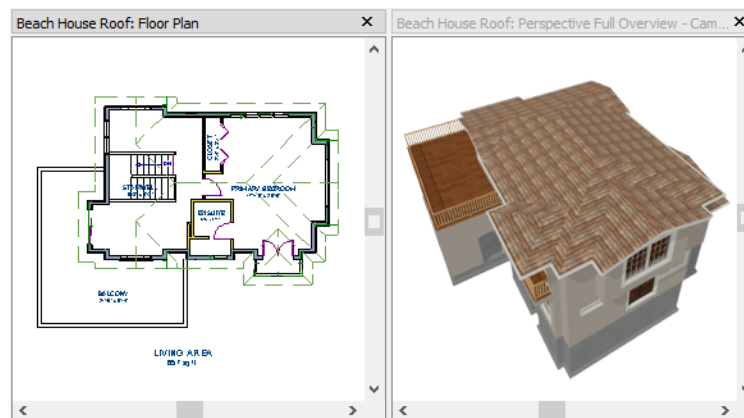 Beach House Roof: Floor Plan
Beach House Roof: Perspective Full Overview - Cam...
CLOSET
PRIMARY BEDROOM
ENSUITE
BALCONY
LIVING AREA